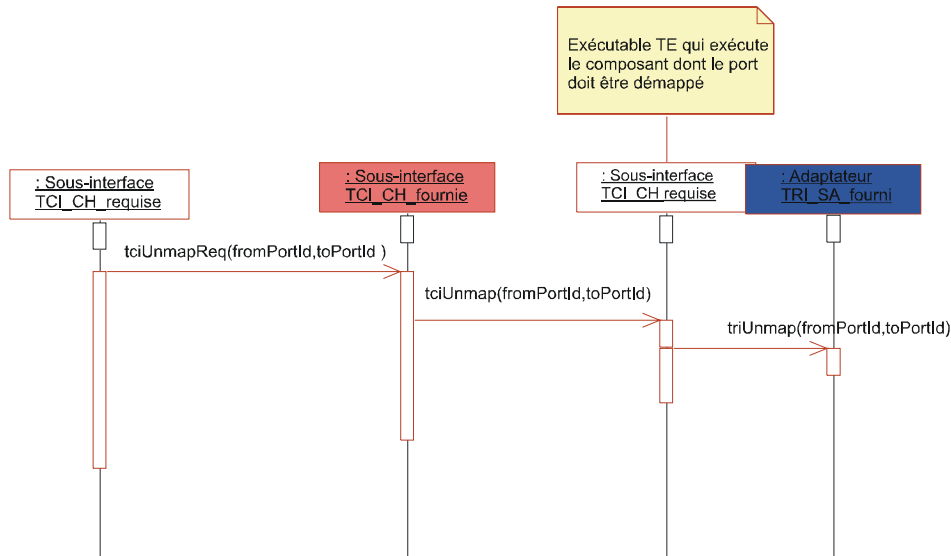 Exécutable TE qui exécute
le composant dont le port
doit être démappé
: Sous-interface
TCI_CH_requise
: Sous-interface
TCI_CH_fournie
: Sous-interface
TCI_CH requise
: Adaptateur
TRI_SA_fourni
tciUnmapReq(fromPortId,toPortId )
tciUnmap(fromPortId,toPortId)
triUnmap(fromPortId,toPortId)